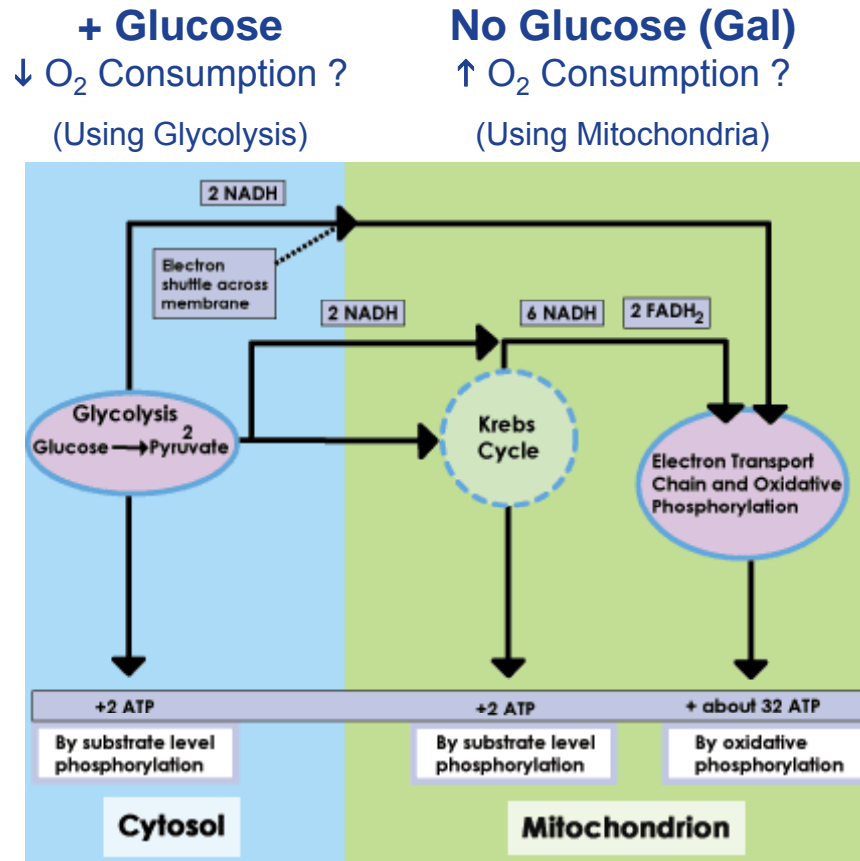 + Glucose
↓ O₂ Consumption ?
(Using Glycolysis)
No Glucose (Gal)
↑ O₂ Consumption ?
(Using Mitochondria)
2 NADH
Electron
shuttle across
membrane
2 NADH
6 NADH
2 FADH₂
Glycolysis
2
Glucose → Pyruvate
Krebs
Cycle
Electron Transport
Chain and Oxidative
Phosphorylation
+2 ATP
+2 ATP
+ about 32 ATP
By substrate level
phosphorylation
By substrate level
phosphorylation
By oxidative
phosphorylation
Cytosol
Mitochondrion